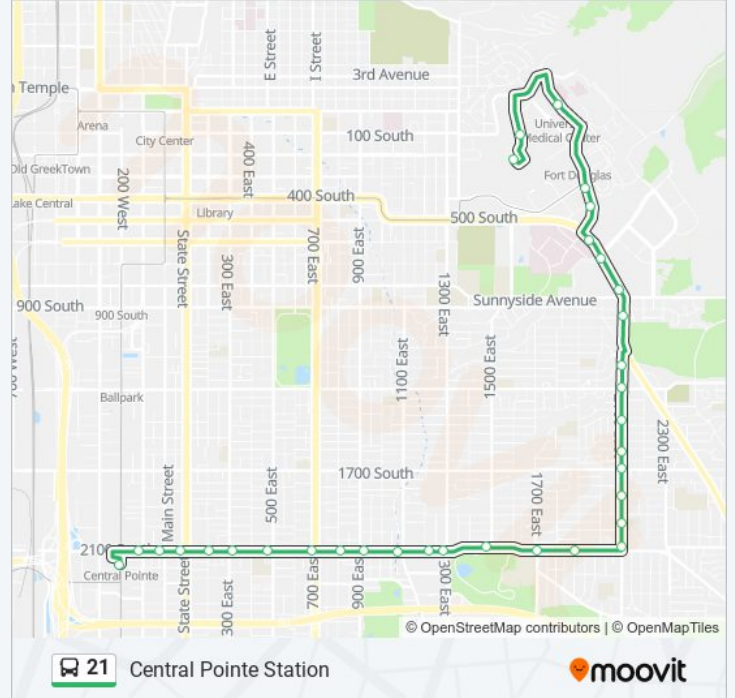 E Street
I Street
3rd Avenue
Temple
Arena
City Center
100 South
Medical Center
Old GreekTown
Fort Douglas
200 West
400 East
400 South
Lake Central
Library
500 South
State Street
300 East
700 East
900 East
1300 East
Sunnyside Avenue
900 South
900 South
1100 East
1500 East
Ballpark
2300 East
1700 South
Main Street
500 East
1700 East
2100
Central Pointe
State Street
300 East
700 East
900 East
300 East
© OpenStreetMap contributors | © OpenMapTiles
21 Central Pointe Station
moovit